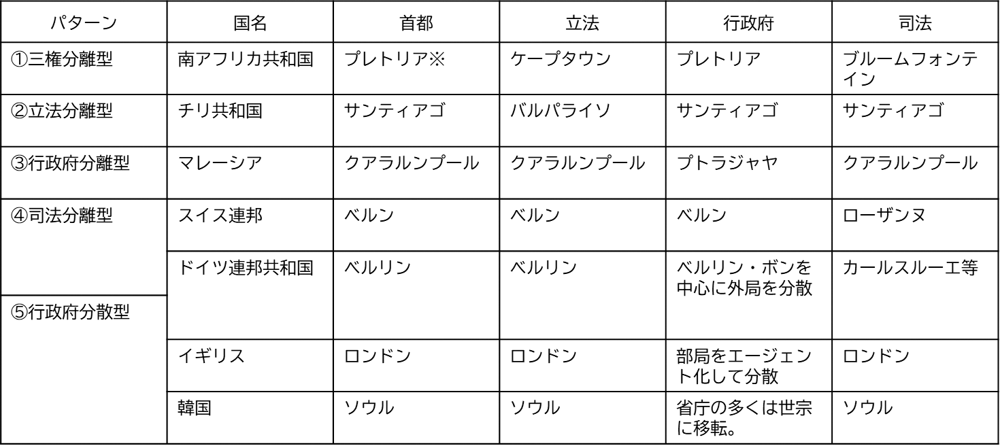 パターン 国名 首都 立法 行政府 司法
①三権分離型 南アフリカ共和国 プレトリア※ ケープタウン プレトリア ブルームフォンテ
イン
②立法分離型 チリ共和国 サンティアゴ バルパライソ サンティアゴ サンティアゴ
③行政府分離型 マレーシア クアラルンプール クアラルンプール プトラジャヤ クアラルンプール
④司法分離型 スイス連邦 ベルン ベルン ベルン ローザンヌ
ドイツ連邦共和国 ベルリン ベルリン ベルリン・ボンを カールスルーエ等
中心に外局を分散
⑤行政府分散型
イギリス ロンドン ロンドン 部局をエージェン ロンドン
ト化して分散
韓国 ソウル ソウル 省庁の多くは世宗 ソウル
に移転。